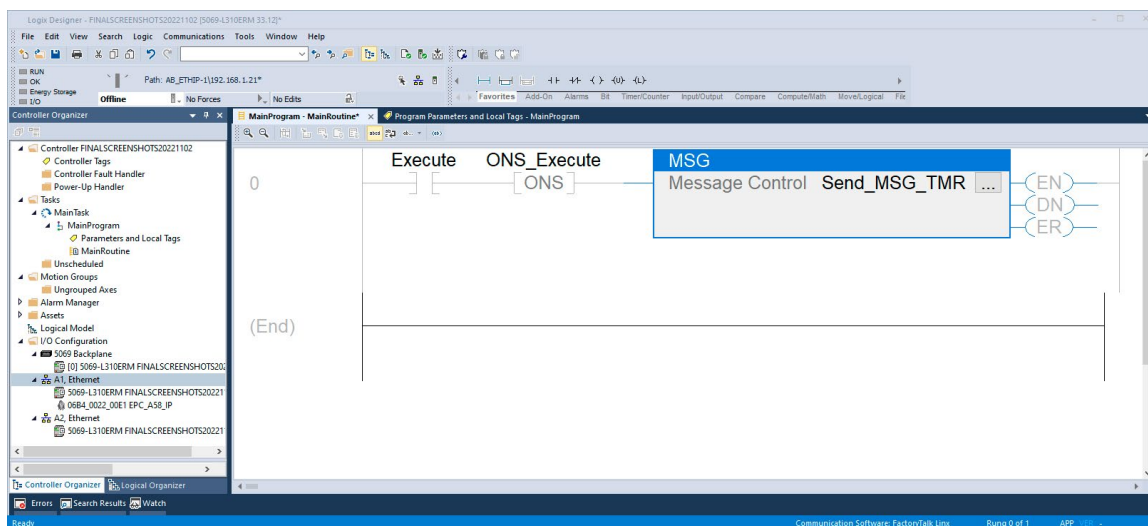 Logix Designer - FINALSCREENSHOTS20221102 [5069-L310ERM 33.12]*
File Edit View Search Logic Communications Tools Window Help
RUN
OK
Energy Storage
I/O
Path: AB_ETHIP-1\192.168.1.21*
Offline
No Forces
No Edits
Favorites Add-On Alarms Bit Timer/Counter Input/Output Compare Compute/Math Move/Logical
Controller Organizer
MainProgram - MainRoutine*
Program Parameters and Local Tags - MainProgram
Controller FINALSCREENSHOTS20221102
Controller Tags
Controller Fault Handler
Power-Up Handler
Tasks
MainTask
MainProgram
Parameters and Local Tags
MainRoutine
Unscheduled
Motion Groups
Ungrouped Axes
Alarm Manager
Assets
Logical Model
I/O Configuration
5069 Backplane
[0] 5069-L310ERM FINALSCREENSHOTS202
A1, Ethernet
5069-L310ERM FINALSCREENSHOTS20221
06B4_0022_00E1 EPC_A58_IP
A2, Ethernet
5069-L310ERM FINALSCREENSHOTS20221
Controller Organizer
Logical Organizer
0
Execute
ONS_Execute
ONS
MSG
Message Control Send_MSG_TMR ...
EN
DN
ER
(End)
Errors Search Results Watch
Ready
Communication Software: FactoryTalk Linx
Rung 0 of 1
APP
VER